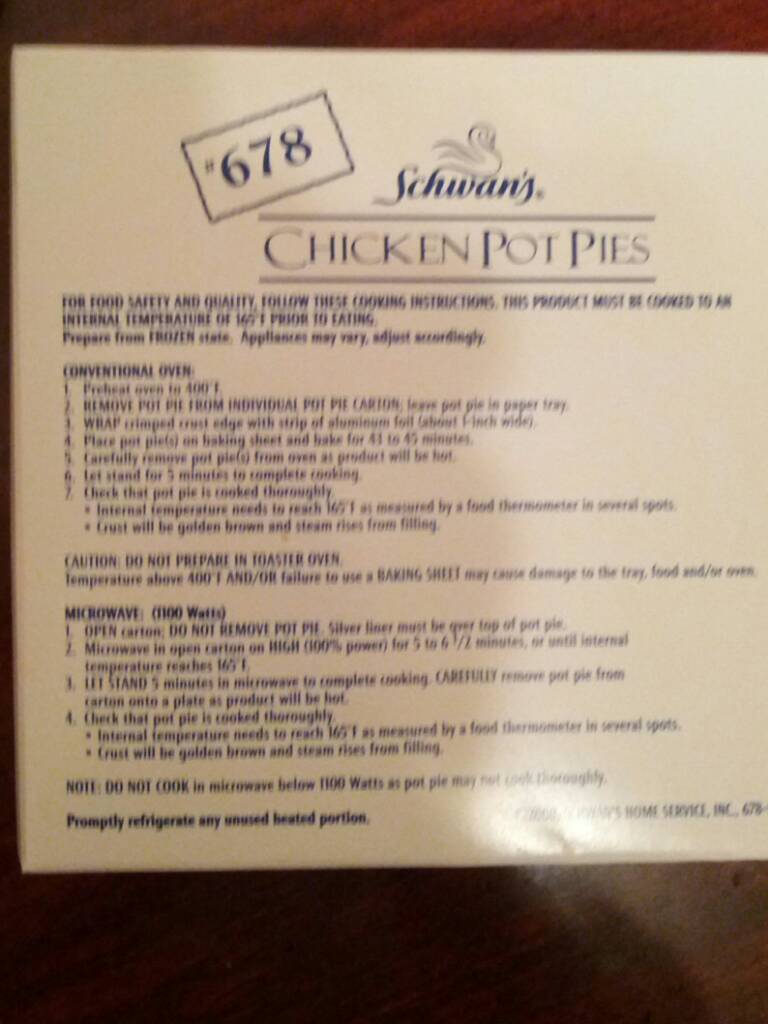 #678
Schwan's®
CHICKEN POT PIES
FOR FOOD SAFETY AND QUALITY, FOLLOW THESE COOKING INSTRUCTIONS. THIS PRODUCT MUST BE COOKED TO AN
INTERNAL TEMPERATURE OF 165°F PRIOR TO EATING.
Prepare from FROZEN state. Appliances may vary, adjust accordingly.
CONVENTIONAL OVEN:
1. Preheat oven to 400°F.
2. REMOVE POT PIE FROM INDIVIDUAL POT PIE CARTON; leave pot pie in paper tray.
3. WRAP crimped crust edge with strip of aluminum foil (about 1-inch wide).
4. Place pot pie(s) on baking sheet and bake for to 45 minutes.
5. Carefully remove pot pie(s) from oven as product will be hot.
6. Let stand for 5 minutes to complete cooking.
7. Check that pot pie is cooked thoroughly.
• Internal temperature needs to reach 165°F as measured by a food thermometer in several spots.
• Crust will be golden brown and steam rises from filling.
CAUTION: DO NOT PREPARE IN TOASTER OVEN.
Temperature above 400°F AND/OR failure to use a BAKING SHEET may cause damage to the tray, food and/or oven.
MICROWAVE: (1100 Watts)
1. OPEN carton; DO NOT REMOVE POT PIE. Silver liner must be over top of pot pie.
2. Microwave in open carton on HIGH (100% power) for 5 to 6 1/2 minutes, or until internal
temperature reaches 165°F.
3. LET STAND 5 minutes in microwave to complete cooking. CAREFULLY remove pot pie from
carton onto a plate as product will be hot.
4. Check that pot pie is cooked thoroughly.
• Internal temperature needs to reach 165°F as measured by a food thermometer in several spots.
• Crust will be golden brown and steam rises from filling.
NOTE: DO NOT COOK in microwave below 1100 Watts as pot pie may not cook thoroughly.
SCHWAN'S HOME SERVICE, INC., 678-
Promptly refrigerate any unused heated portion.